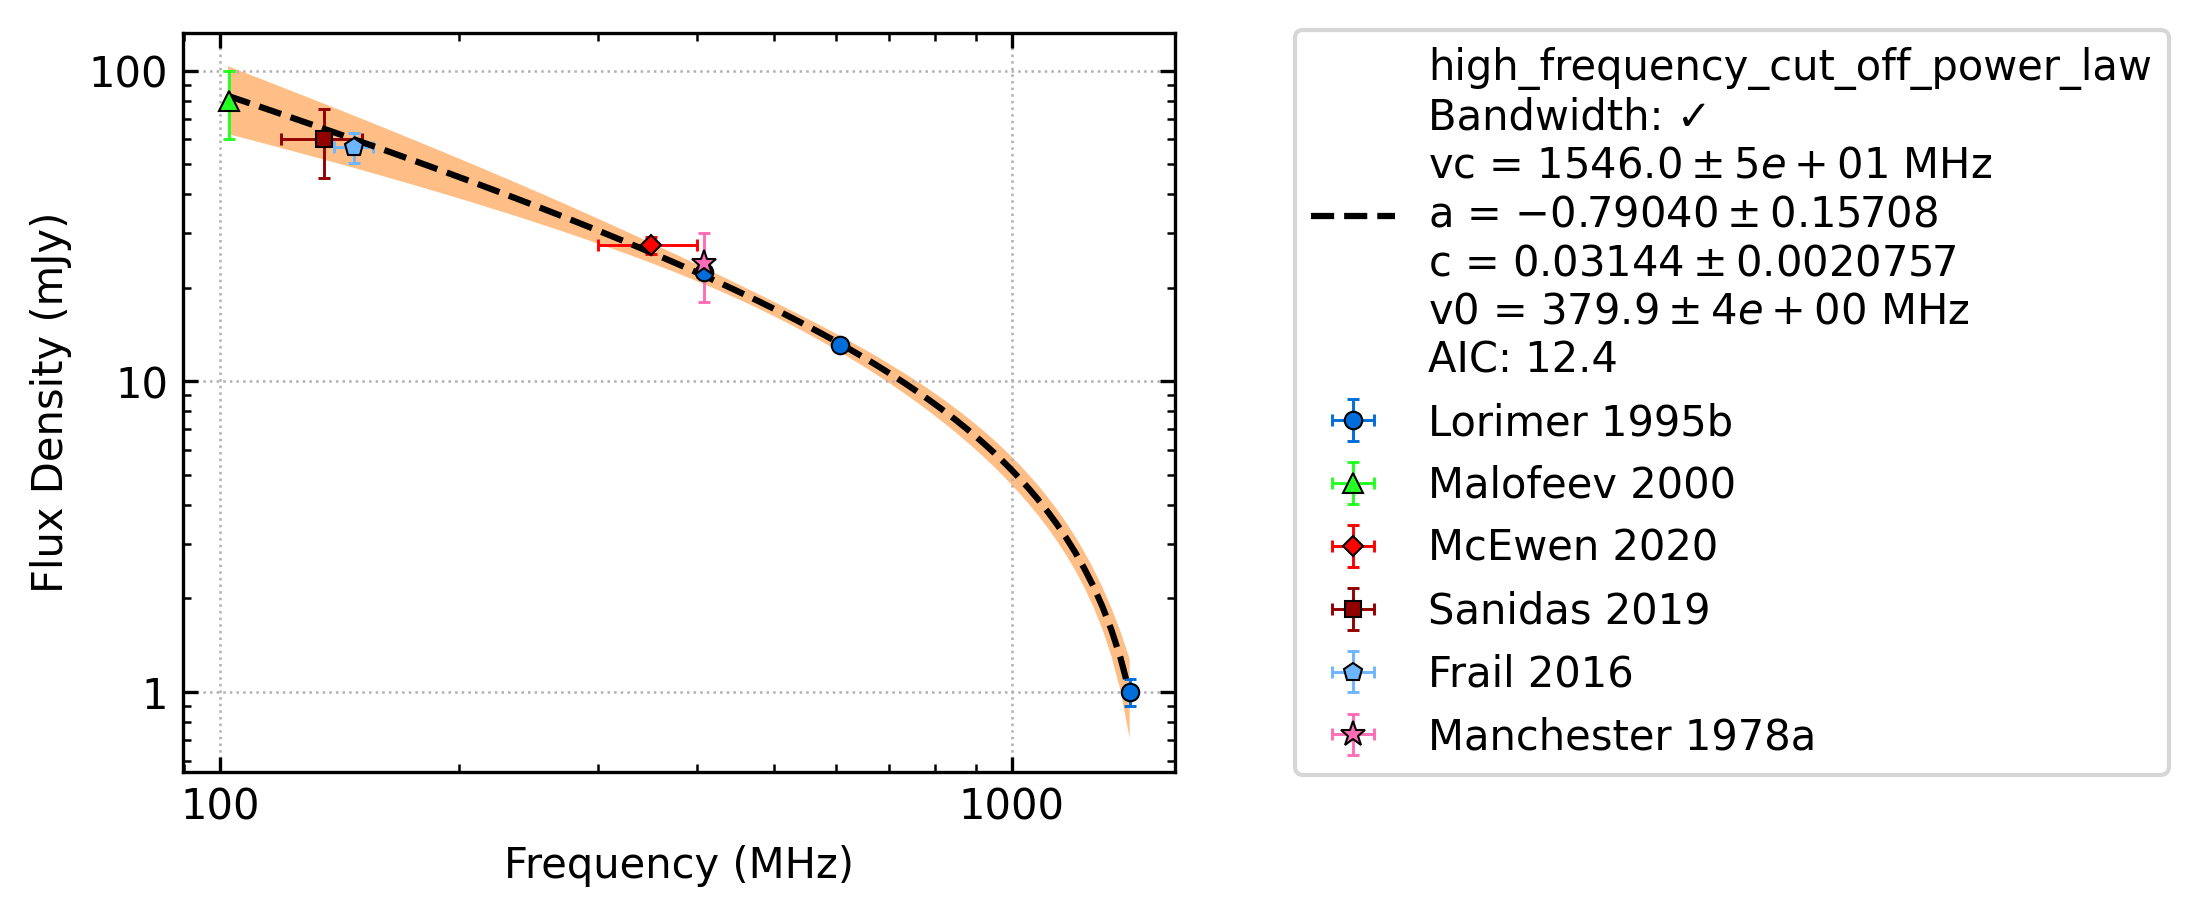 100
10
1
Flux Density (mJy)
100
1000
Frequency (MHz)
high_frequency_cut_off_power_law
Bandwidth: ✓
vc = 1546.0 ± 5e + 01 MHz
a = −0.79040 ± 0.15708
c = 0.03144 ± 0.0020757
v0 = 379.9 ± 4e + 00 MHz
AIC: 12.4
Lorimer 1995b
Malofeev 2000
McEwen 2020
Sanidas 2019
Frail 2016
Manchester 1978a